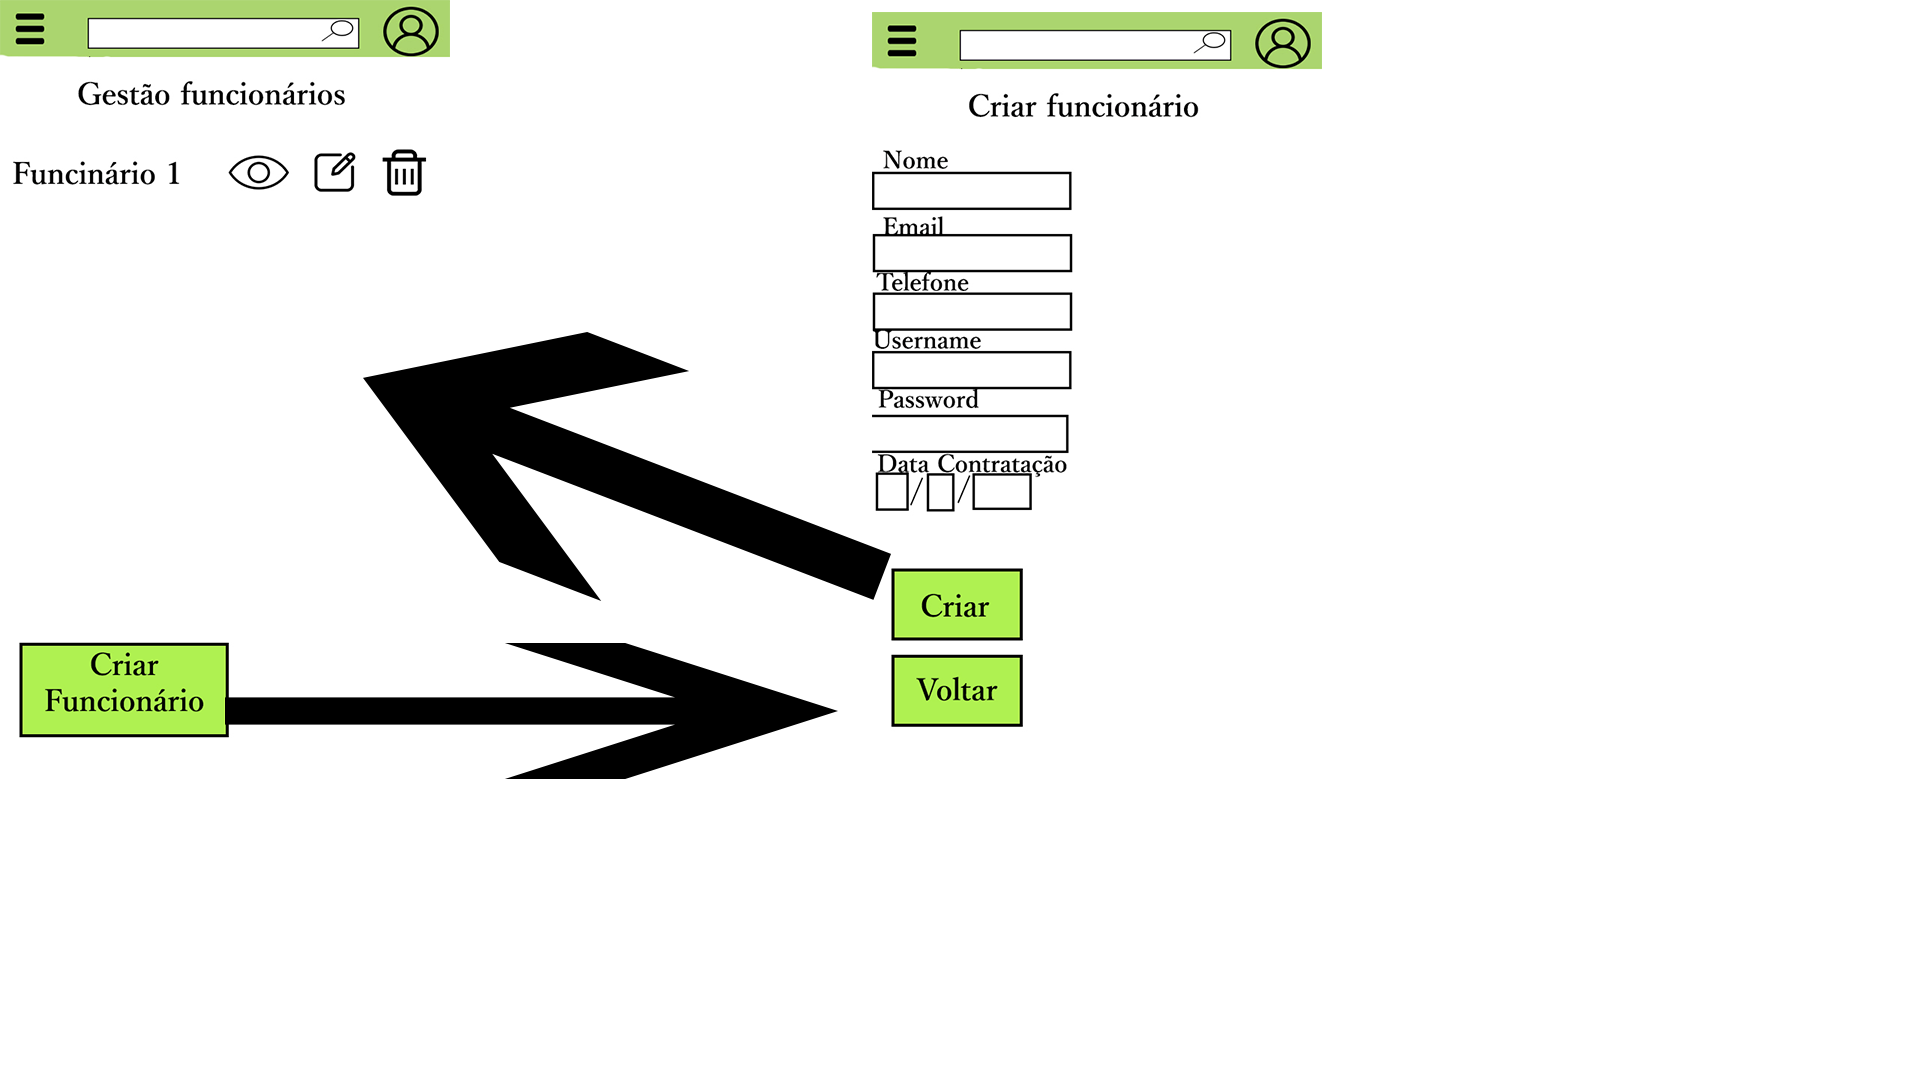 Gestão funcionários
Funcinário 1
Criar
Funcionário
Criar funcionário
Nome
Email
Telefone
Username
Password
Data Contratação
/ /
Criar
Voltar